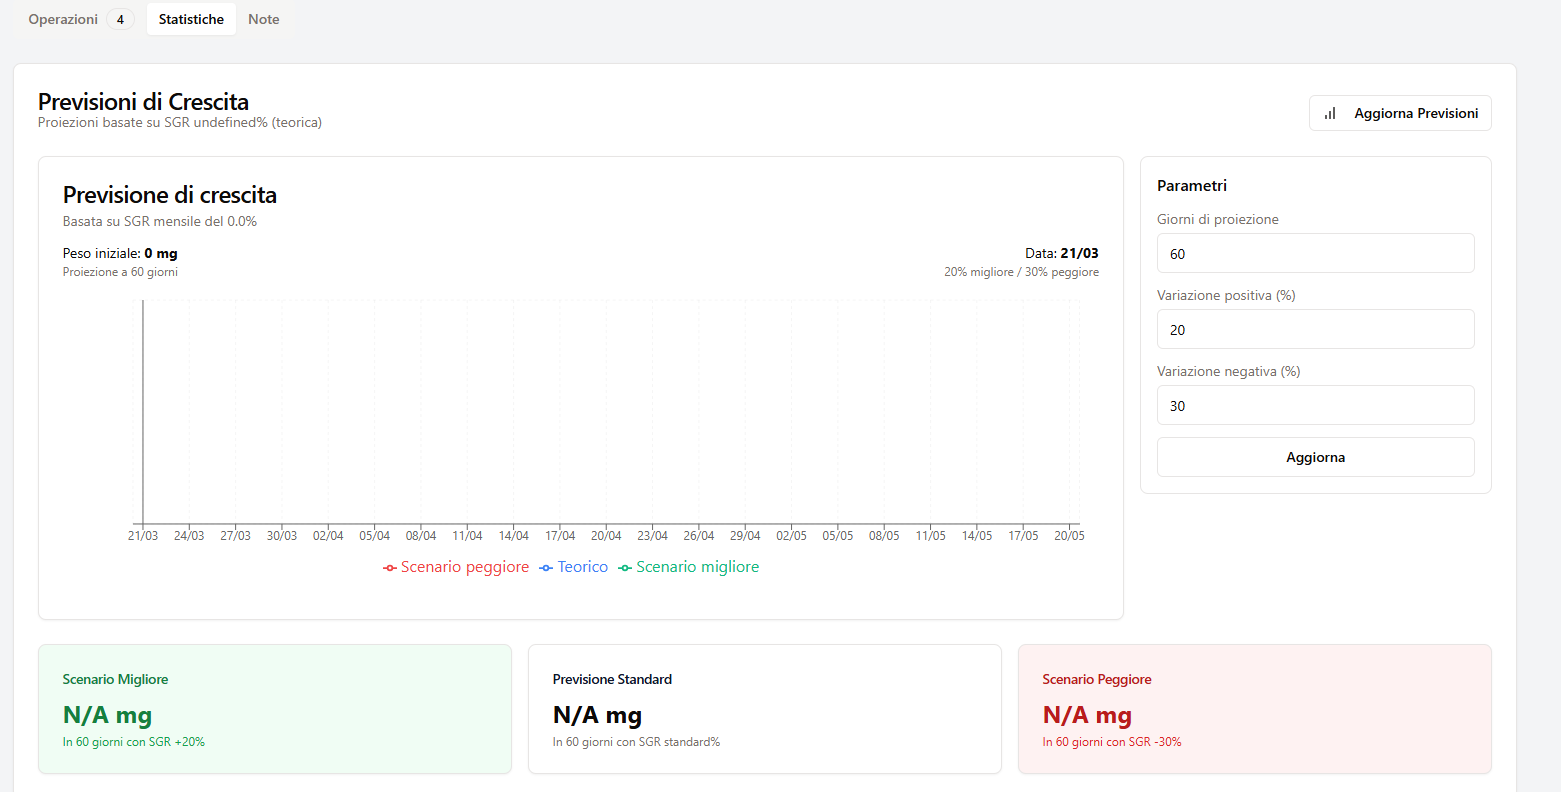 Operazioni 4 Statistiche Note
Previsioni di Crescita
Proiezioni basate su SGR undefined% (teorica)
Aggiorna Previsioni
Previsione di crescita
Basata su SGR mensile del 0.0%
Peso iniziale: 0 mg
Proiezione a 60 giorni
Data: 21/03
20% migliore / 30% peggiore
21/03 24/03 27/03 30/03 02/04 05/04 08/04 11/04 14/04 17/04 20/04 23/04 26/04 29/04 02/05 05/05 08/05 11/05 14/05 17/05 20/05
Scenario peggiore Teorico Scenario migliore
Parametri
Giorni di proiezione
60
Variazione positiva (%)
20
Variazione negativa (%)
30
Aggiorna
Scenario Migliore
N/A mg
In 60 giorni con SGR +20%
Previsione Standard
N/A mg
In 60 giorni con SGR standard%
Scenario Peggiore
N/A mg
In 60 giorni con SGR -30%